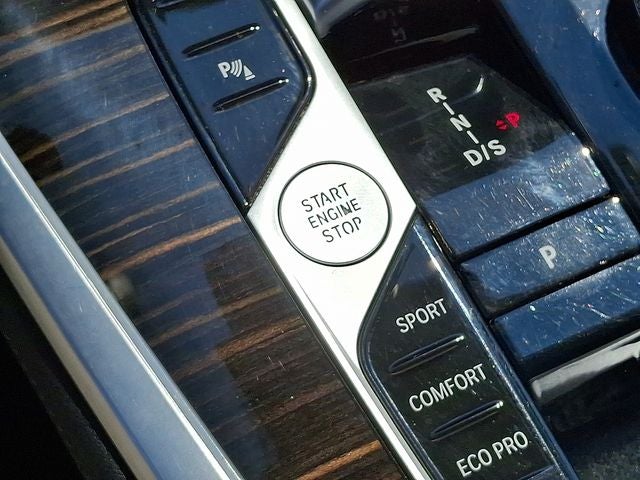 P
R
N
D/S
P
START
ENGINE
STOP
P
SPORT
COMFORT
ECO PRO